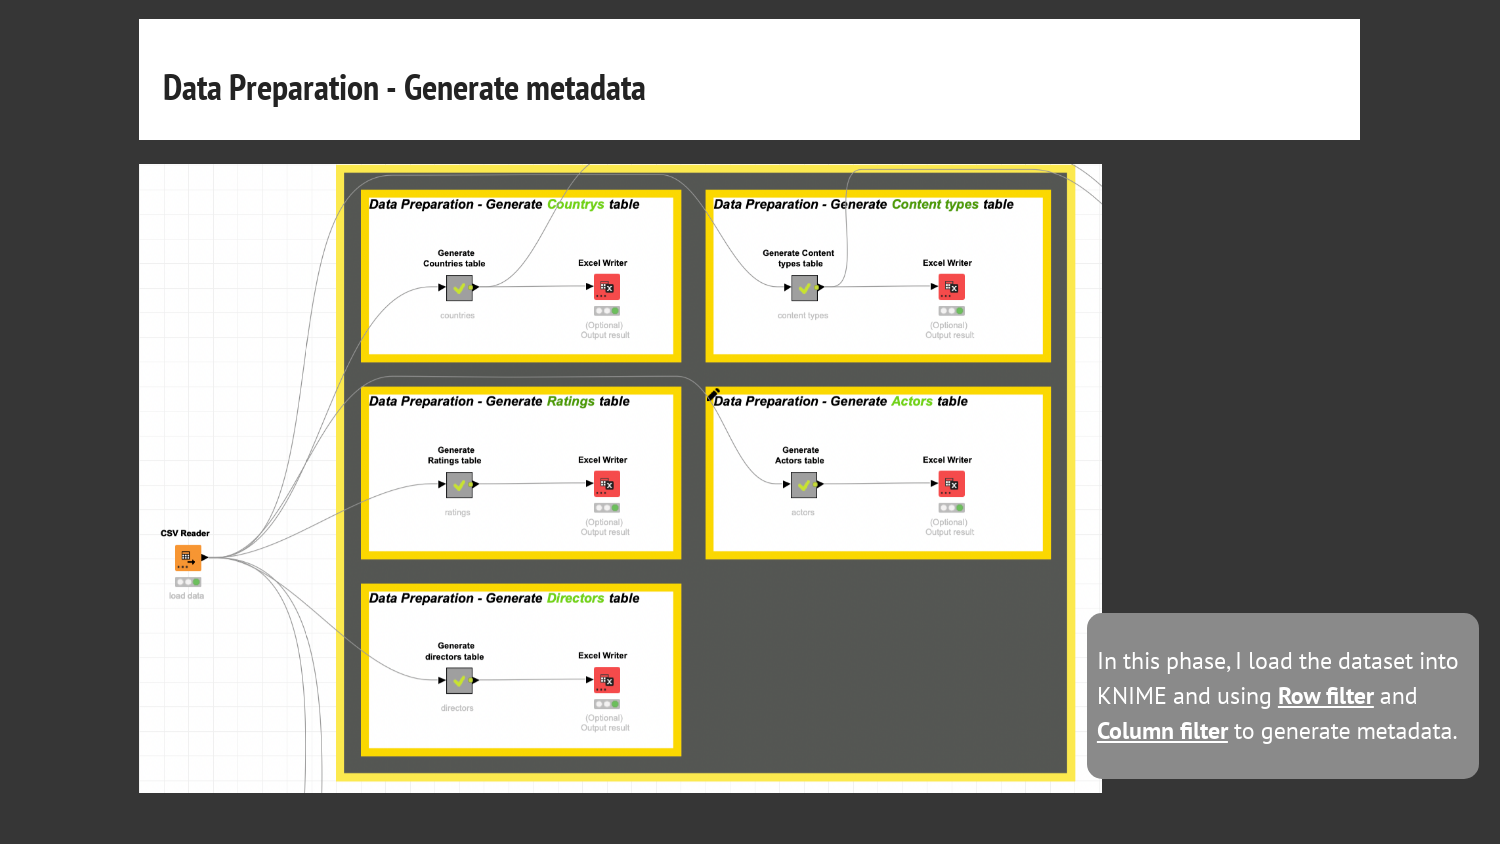 Data Preparation - Generate metadata
Data Preparation - Generate Countrys table
Generate
Countries table
countries
Excel Writer
(Optional)
Output result
Data Preparation - Generate Content types table
Generate Content
types table
content types
Excel Writer
(Optional)
Output result
Data Preparation - Generate Ratings table
Generate
Ratings table
ratings
Excel Writer
(Optional)
Output result
Data Preparation - Generate Actors table
Generate
Actors table
actors
Excel Writer
(Optional)
Output result
CSV Reader
load data
Data Preparation - Generate Directors table
Generate
directors table
directors
Excel Writer
(Optional)
Output result
In this phase, I load the dataset into
KNIME and using Row filter and
Column filter to generate metadata.